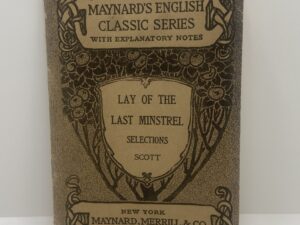 MAYNARD'S ENGLISH
CLASSIC SERIES
WITH EXPLANATORY NOTES
LAY OF THE
LAST MINSTREL
SELECTIONS
SCOTT
NEW YORK
MAYNARD, MERRILL & CO.